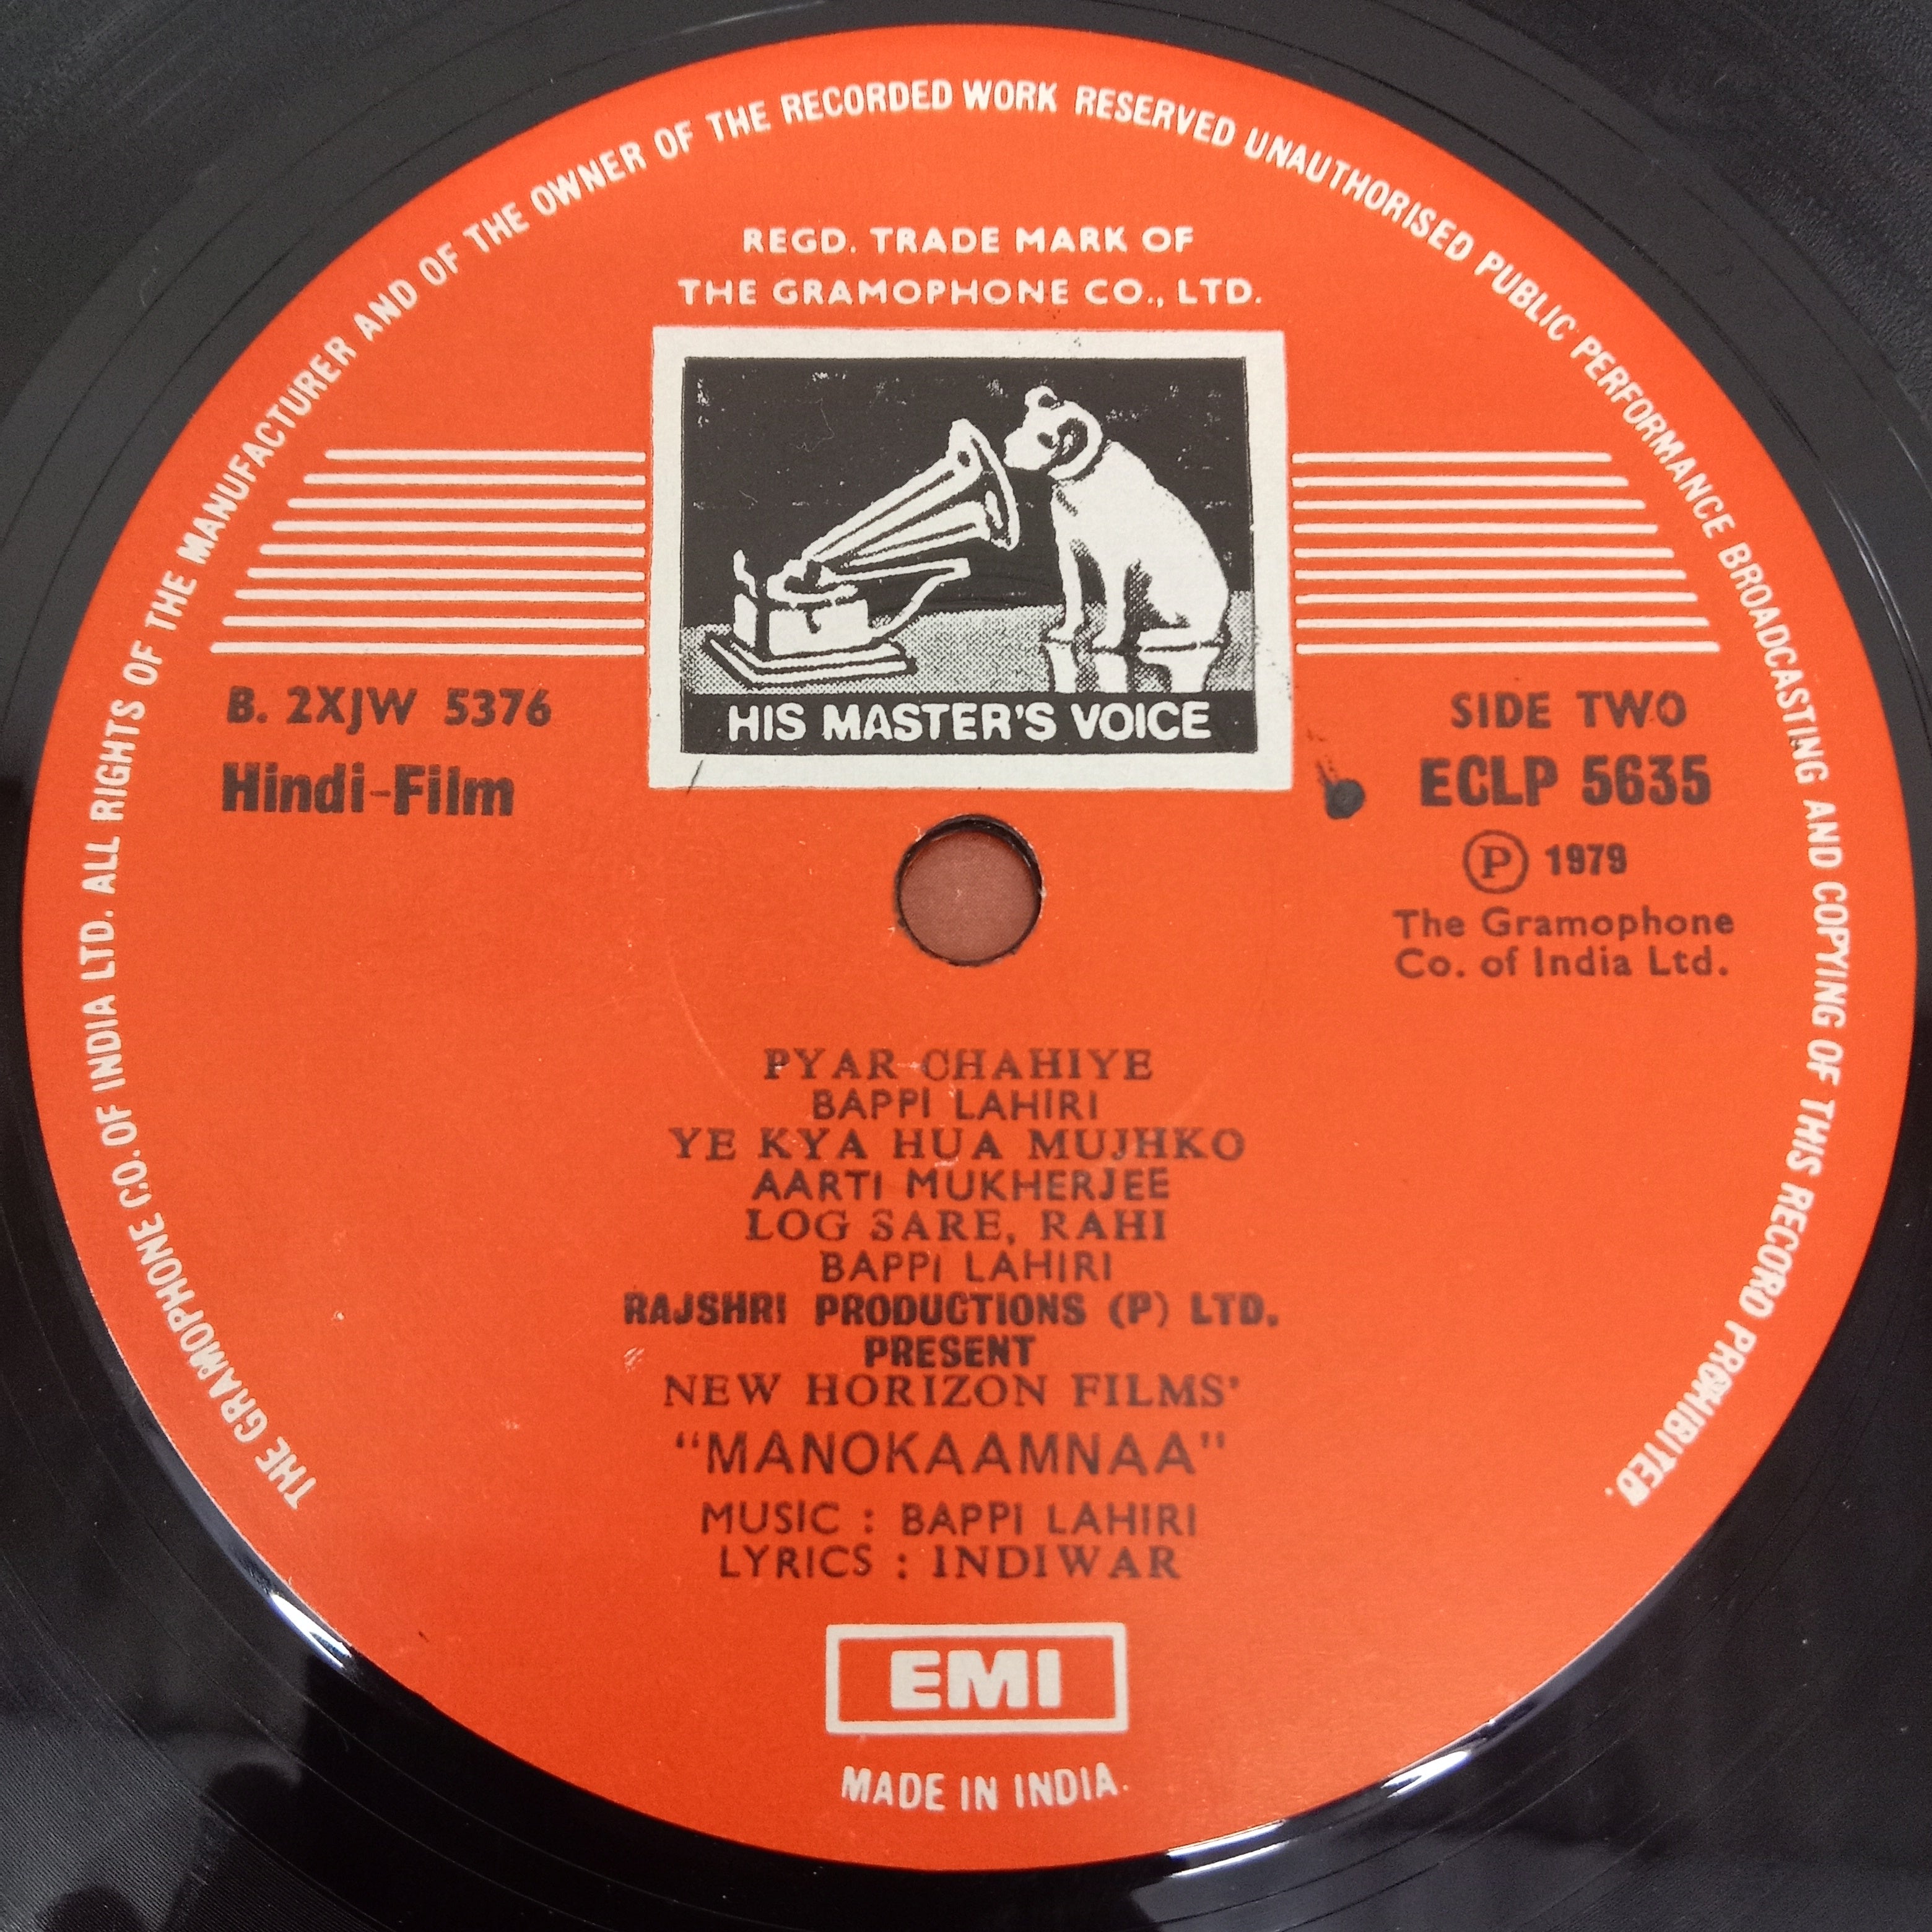 THE GRAMOPHONE CO. OF INDIA LTD. ALL RIGHTS OF THE MANUFACTURER AND OF THE OWNER OF THE RECORDED WORK RESERVED UNAUTHORISED PUBLIC PERFORMANCE BROADCASTING AND COPYING OF THIS RECORD PROHIBITED.
REGD. TRADE MARK OF
THE GRAMOPHONE CO., LTD.
HIS MASTER'S VOICE
B. 2XJW 5376
Hindi-Film
SIDE TWO
ECLP 5635
Ⓟ 1979
The Gramophone
Co. of India Ltd.
PYAR CHAHIYE
BAPPI LAHIRI
YE KYA HUA MUJHKO
AARTI MUKHERJEE
LOG SARE, RAHI
BAPPI LAHIRI
RAJSHRI PRODUCTIONS (P) LTD.
PRESENT
NEW HORIZON FILMS'
"MANOKAAMNAA"
MUSIC : BAPPI LAHIRI
LYRICS : INDIWAR
EMI
MADE IN INDIA.